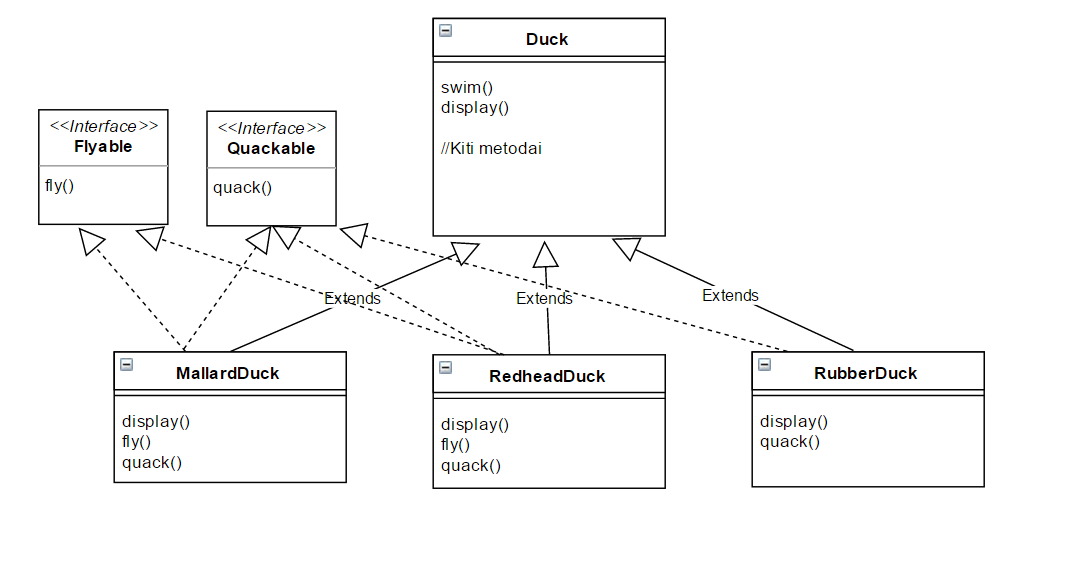 Duck
swim()
display()
//Kiti metodai
<<Interface>>
Flyable
fly()
<<Interface>>
Quackable
quack()
Extends
Extends
Extends
MallardDuck
display()
fly()
quack()
RedheadDuck
display()
fly()
quack()
RubberDuck
display()
quack()